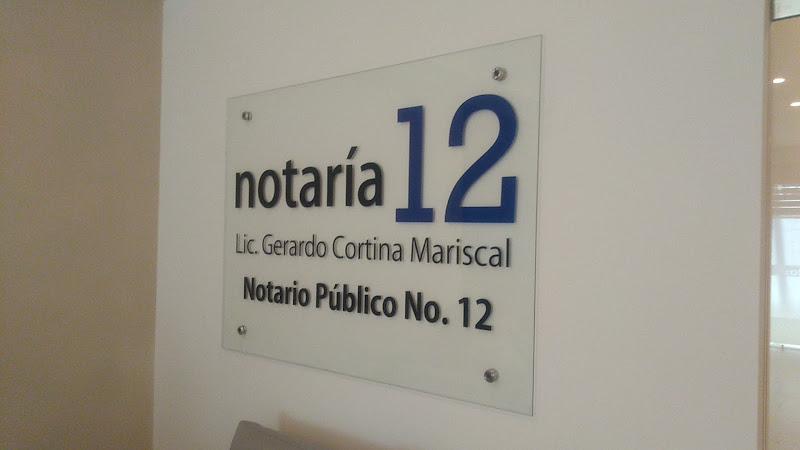 notaría 12
Lic. Gerardo Cortina Mariscal
Notario Público No. 12